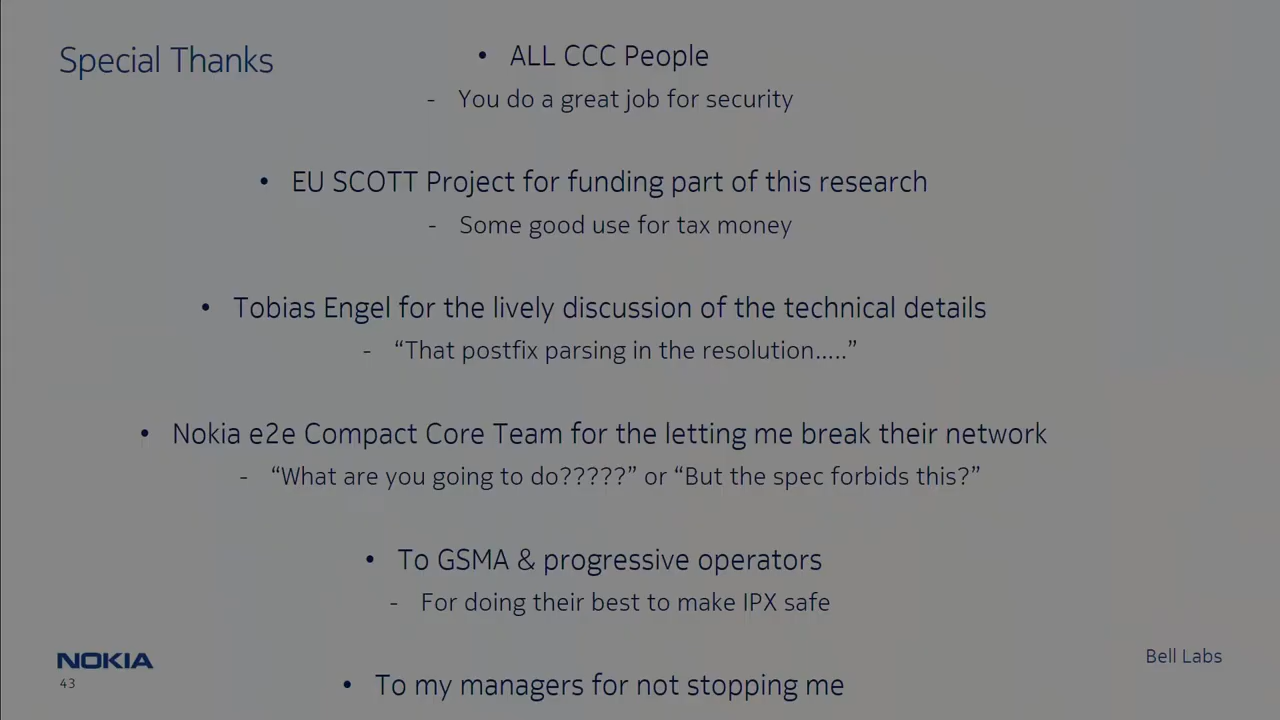 Special Thanks
• ALL CCC People
- You do a great job for security
• EU SCOTT Project for funding part of this research
- Some good use for tax money
• Tobias Engel for the lively discussion of the technical details
- “That postfix parsing in the resolution.....”
• Nokia e2e Compact Core Team for the letting me break their network
- “What are you going to do?????” or “But the spec forbids this?”
• To GSMA & progressive operators
- For doing their best to make IPX safe
• To my managers for not stopping me
NOKIA
43
Bell Labs